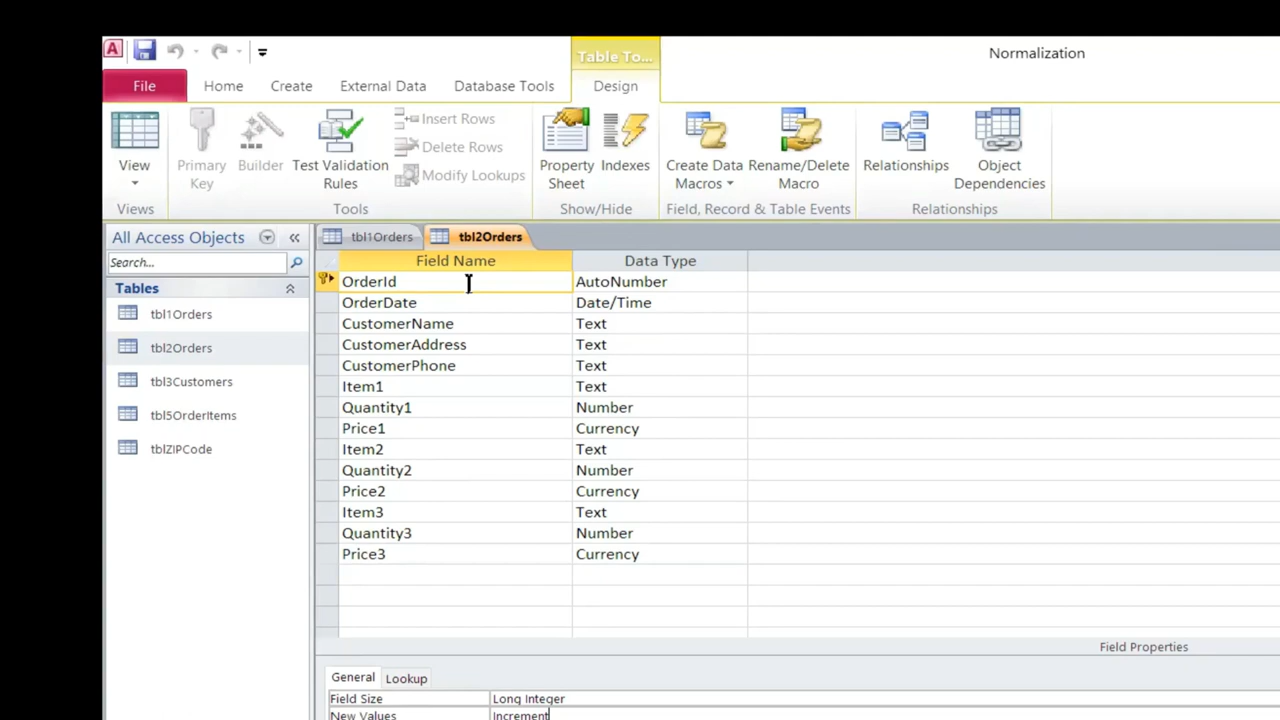 A
Table To...
Normalization
File
Home
Create
External Data
Database Tools
Design
View
Primary
Key
Builder
Test Validation
Rules
Insert Rows
Delete Rows
Modify Lookups
Property
Sheet
Indexes
Create Data
Macros
Rename/Delete
Macro
Relationships
Object
Dependencies
Views
Tools
Show/Hide
Field, Record & Table Events
Relationships
All Access Objects
Search...
Tables
tbl1Orders
tbl2Orders
tbl3Customers
tbl5OrderItems
tblZIPCode
tbl1Orders
tbl2Orders
Field Name Data Type
OrderId AutoNumber
OrderDate Date/Time
CustomerName Text
CustomerAddress Text
CustomerPhone Text
Item1 Text
Quantity1 Number
Price1 Currency
Item2 Text
Quantity2 Number
Price2 Currency
Item3 Text
Quantity3 Number
Price3 Currency
Field Properties
General Lookup
Field Size Long Integer
New Values Increment